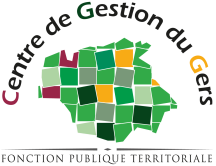 Centre de Gestion du Gers
FONCTION PUBLIQUE TERRITORIALE